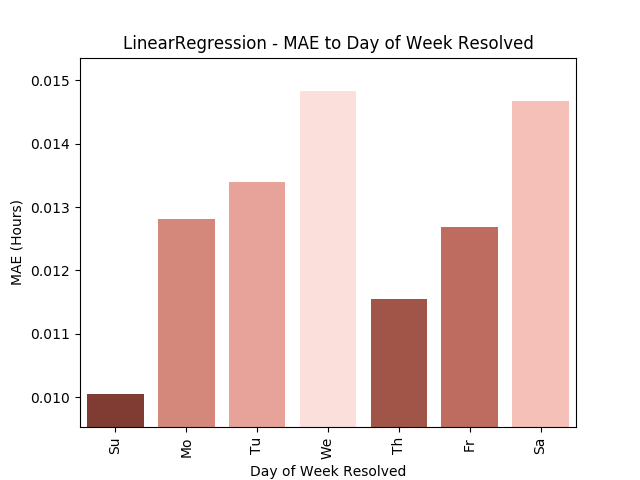 LinearRegression - MAE to Day of Week Resolved
0.015
0.014
0.013
0.012
0.011
0.010
MAE (Hours)
Su
Mo
Tu
We
Th
Fr
Sa
Day of Week Resolved